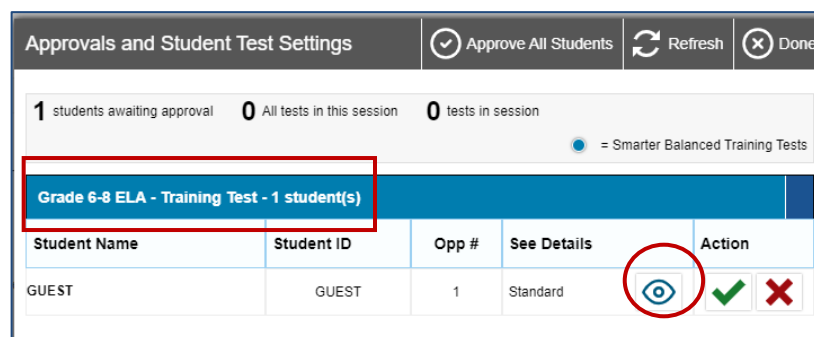 Approvals and Student Test Settings Approve All Students Refresh Done
1 students awaiting approval 0 All tests in this session 0 tests in session
= Smarter Balanced Training Tests
Grade 6-8 ELA - Training Test - 1 student(s)
Student Name Student ID Opp # See Details Action
GUEST GUEST 1 Standard